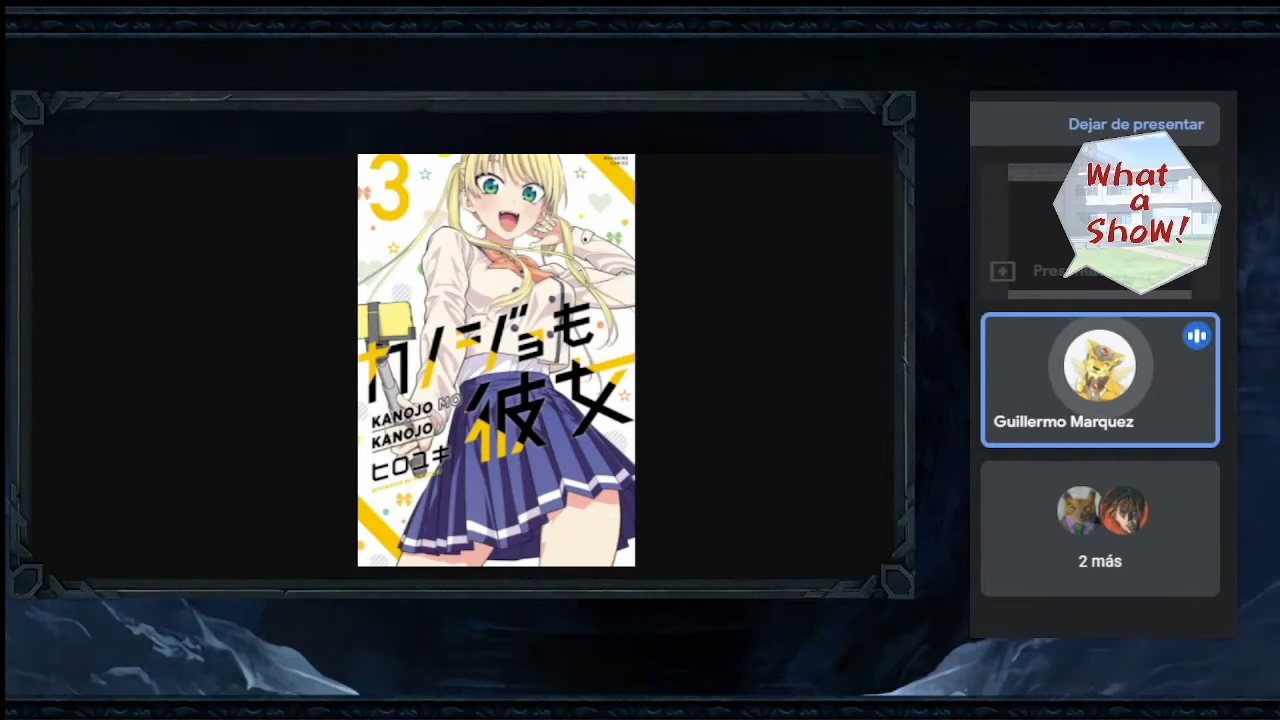 3
カノジョも
彼女
KANOJO MO
KANOJO
ヒロユキ
Dejar de presentar
What
a
ShoW!
Guillermo Marquez
2 más